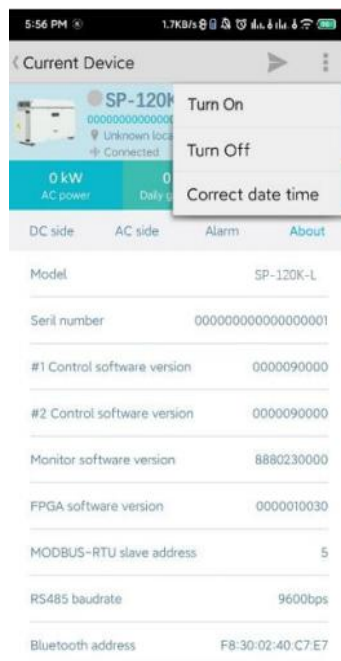 5:56 PM
1.7KB/s
Current Device
SP-120K
Turn On
Unknown loca
Connected
Turn Off
0 kW
AC power
0
Daily g
Correct date time
DC side AC side Alarm About
Model SP-120K-L
Seril number 000000000000000001
#1 Control software version 0000090000
#2 Control software version 0000090000
Monitor software version 8880230000
FPGA software version 0000010030
MODBUS-RTU slave address 5
RS485 baudrate 9600bps
Bluetooth address F8:30:02:40:C7:E7